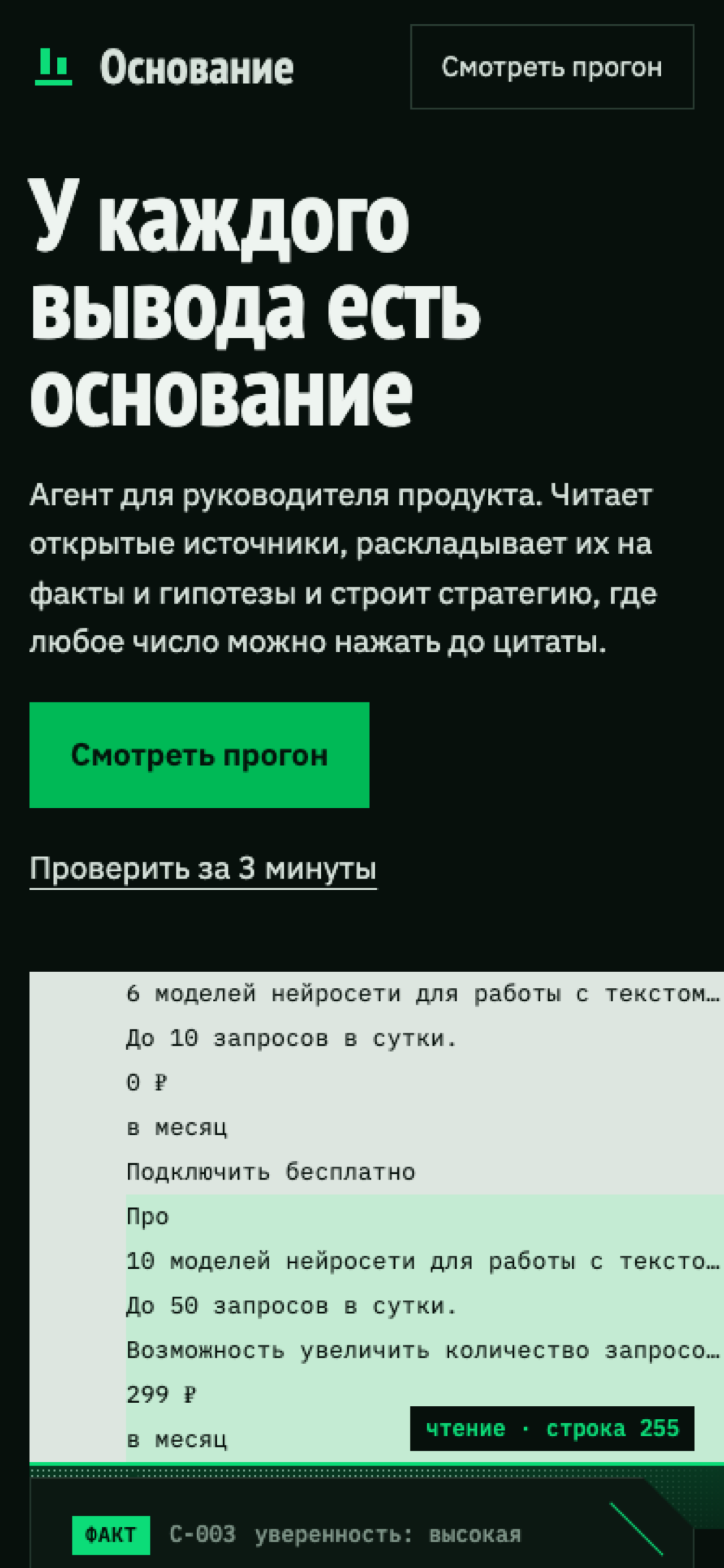 Основание
Смотреть прогон
У каждого
вывода есть
основание
Агент для руководителя продукта. Читает
открытые источники, раскладывает их на
факты и гипотезы и строит стратегию, где
любое число можно нажать до цитаты.
Смотреть прогон
Проверить за 3 минуты
6 моделей нейросети для работы с текстом…
До 10 запросов в сутки.
0 ₽
в месяц
Подключить бесплатно
Про
10 моделей нейросети для работы с тексто…
До 50 запросов в сутки.
Возможность увеличить количество запросо…
299 ₽
в месяц
чтение · строка 255
ФАКТ C-003 уверенность: высокая